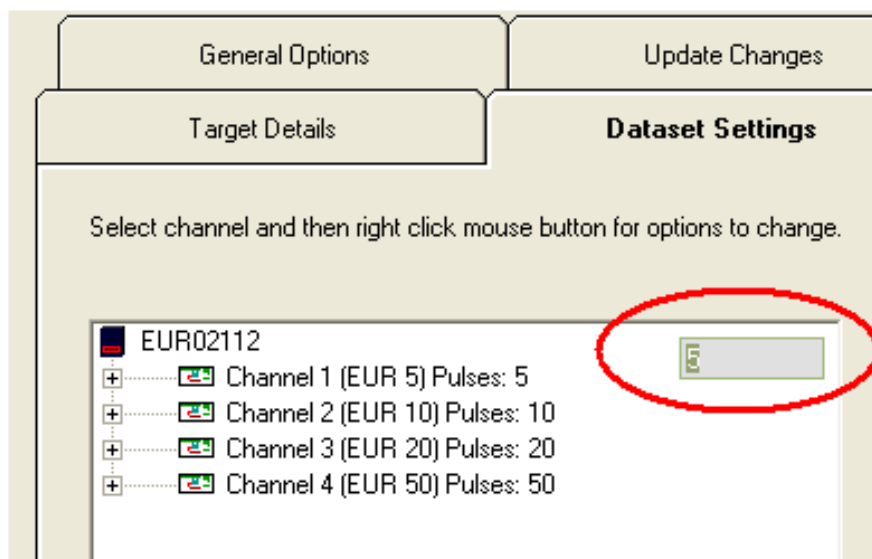 General Options
Update Changes
Target Details
Dataset Settings
Select channel and then right click mouse button for options to change.
EUR02112
5
Channel 1 (EUR 5) Pulses: 5
Channel 2 (EUR 10) Pulses: 10
Channel 3 (EUR 20) Pulses: 20
Channel 4 (EUR 50) Pulses: 50